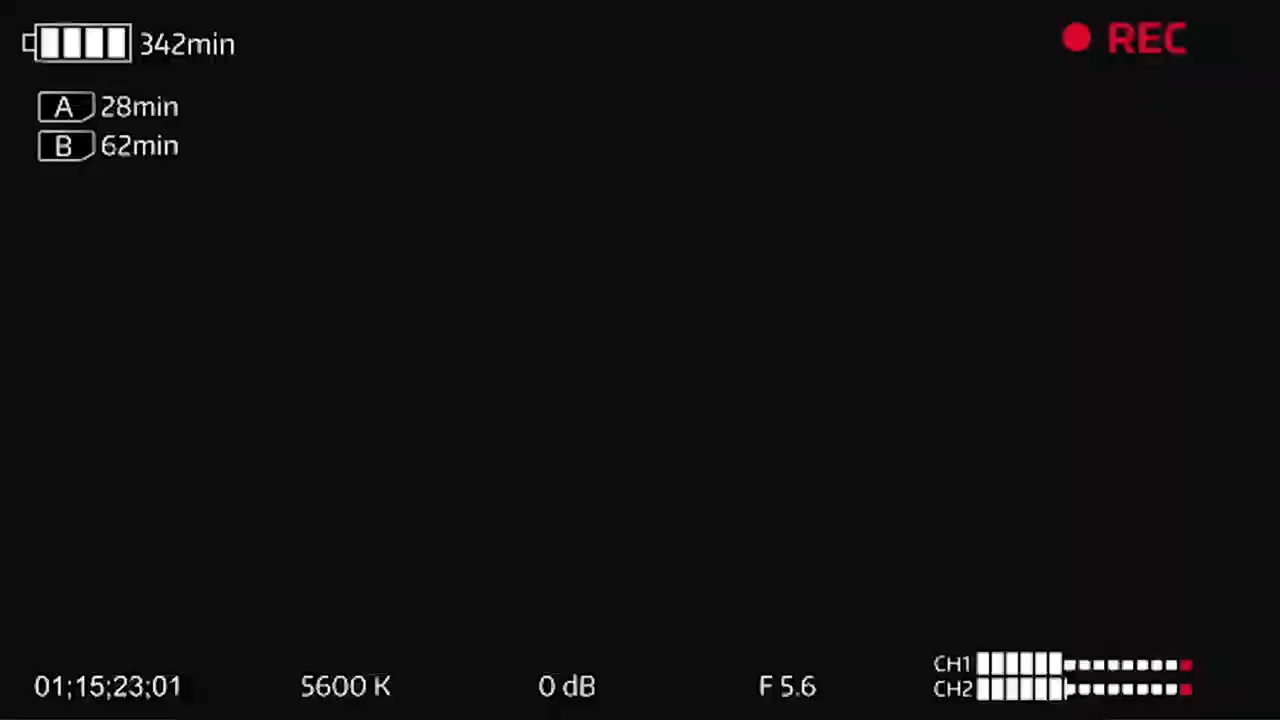 342min
REC
A 28min
B 62min
CH1
CH2
01;15;23;01 5600 K 0 dB F 5.6